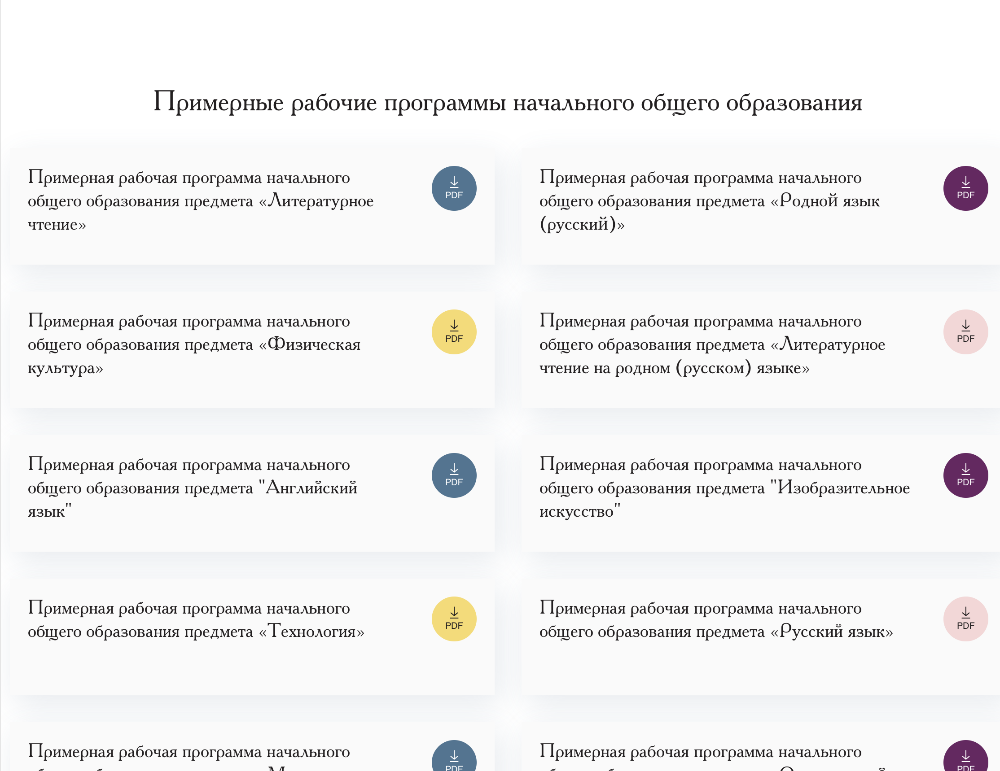 Примерные рабочие программы начального общего образования
Примерная рабочая программа начального
общего образования предмета «Литературное
чтение»
PDF
Примерная рабочая программа начального
общего образования предмета «Родной язык
(русский)»
PDF
Примерная рабочая программа начального
общего образования предмета «Физическая
культура»
PDF
Примерная рабочая программа начального
общего образования предмета «Литературное
чтение на родном (русском) языке»
PDF
Примерная рабочая программа начального
общего образования предмета "Английский
язык"
PDF
Примерная рабочая программа начального
общего образования предмета "Изобразительное
искусство"
PDF
Примерная рабочая программа начального
общего образования предмета «Технология»
PDF
Примерная рабочая программа начального
общего образования предмета «Русский язык»
PDF
Примерная рабочая программа начального
PDF
Примерная рабочая программа начального
PDF